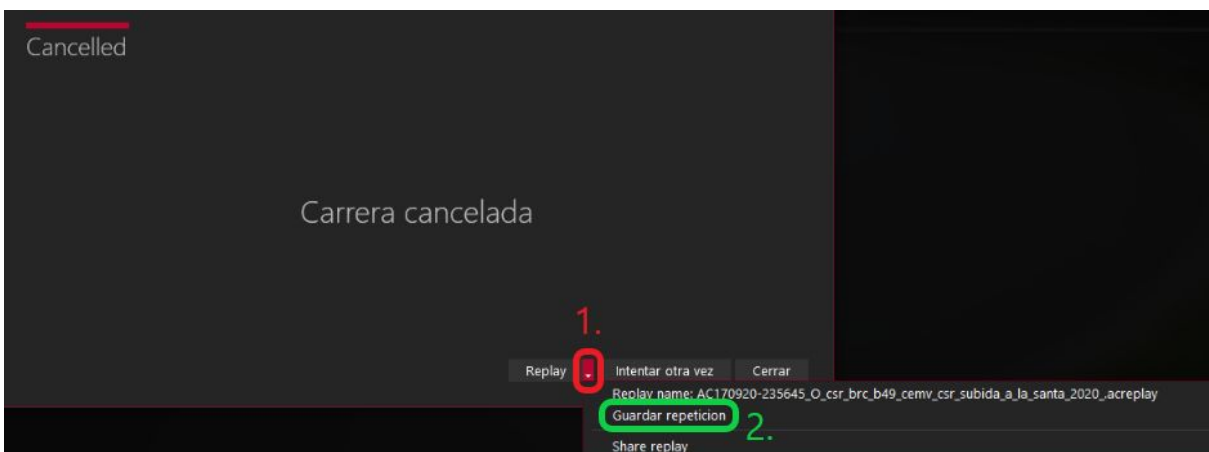 Cancelled
Carrera cancelada
1.
Replay Intentar otra vez Cerrar
Replay name: AC170920-235645_O_csr_brc_b49_cemv_csr_subida_a_la_santa_2020_.acreplay
Guardar repeticion 2.
Share replay